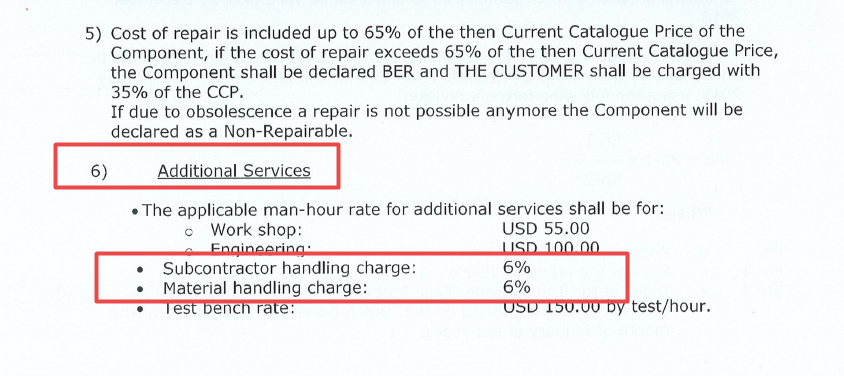 5) Cost of repair is included up to 65% of the then Current Catalogue Price of the
Component, if the cost of repair exceeds 65% of the then Current Catalogue Price,
the Component shall be declared BER and THE CUSTOMER shall be charged with
35% of the CCP.
If due to obsolescence a repair is not possible anymore the Component will be
declared as a Non-Repairable.
6) Additional Services
• The applicable man-hour rate for additional services shall be for:
o Work shop: USD 55.00
o Engineering: USD 100.00
• Subcontractor handling charge: 6%
• Material handling charge: 6%
• Test bench rate: USD 150.00 by test/hour.